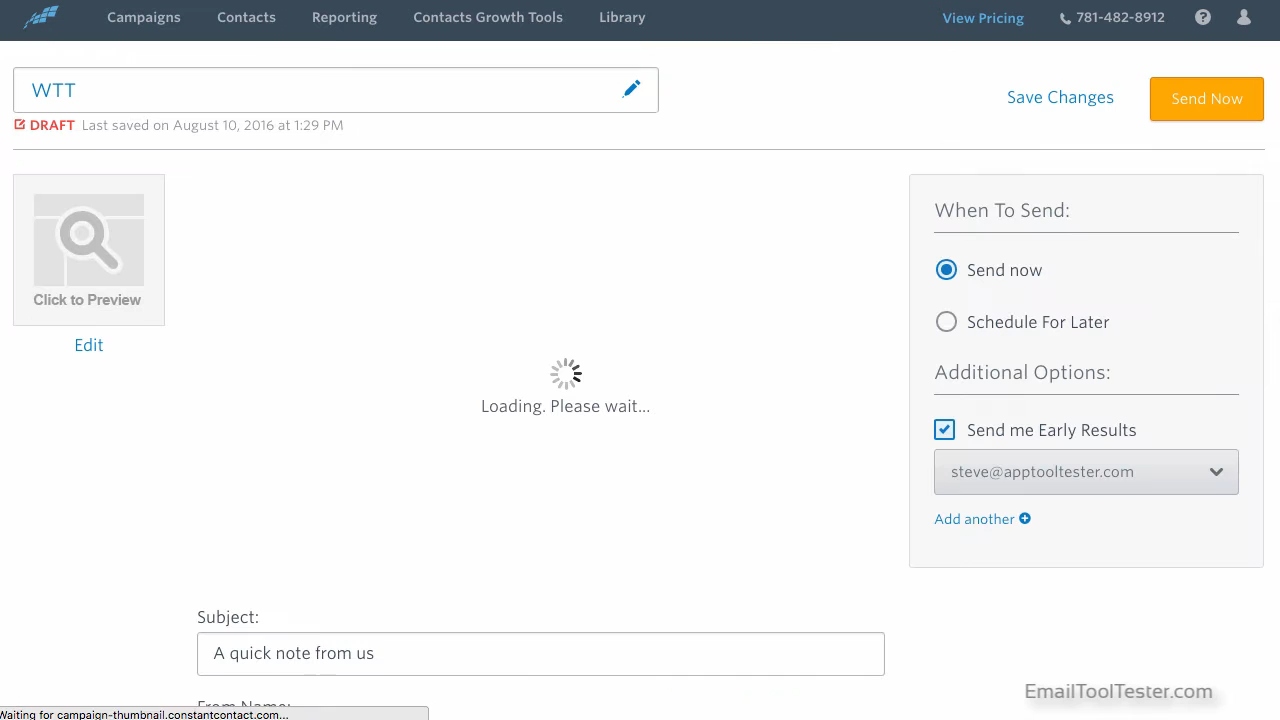 Campaigns Contacts Reporting Contacts Growth Tools Library View Pricing 781-482-8912 ?
WTT
Save Changes
Send Now
DRAFT Last saved on August 10, 2016 at 1:29 PM
Click to Preview
Edit
Loading. Please wait...
When To Send:
Send now
Schedule For Later
Additional Options:
Send me Early Results
steve@apptooltester.com
Add another
Subject:
A quick note from us
From Name:
EmailToolTester.com
Waiting for campaign-thumbnail.constantcontact.com...